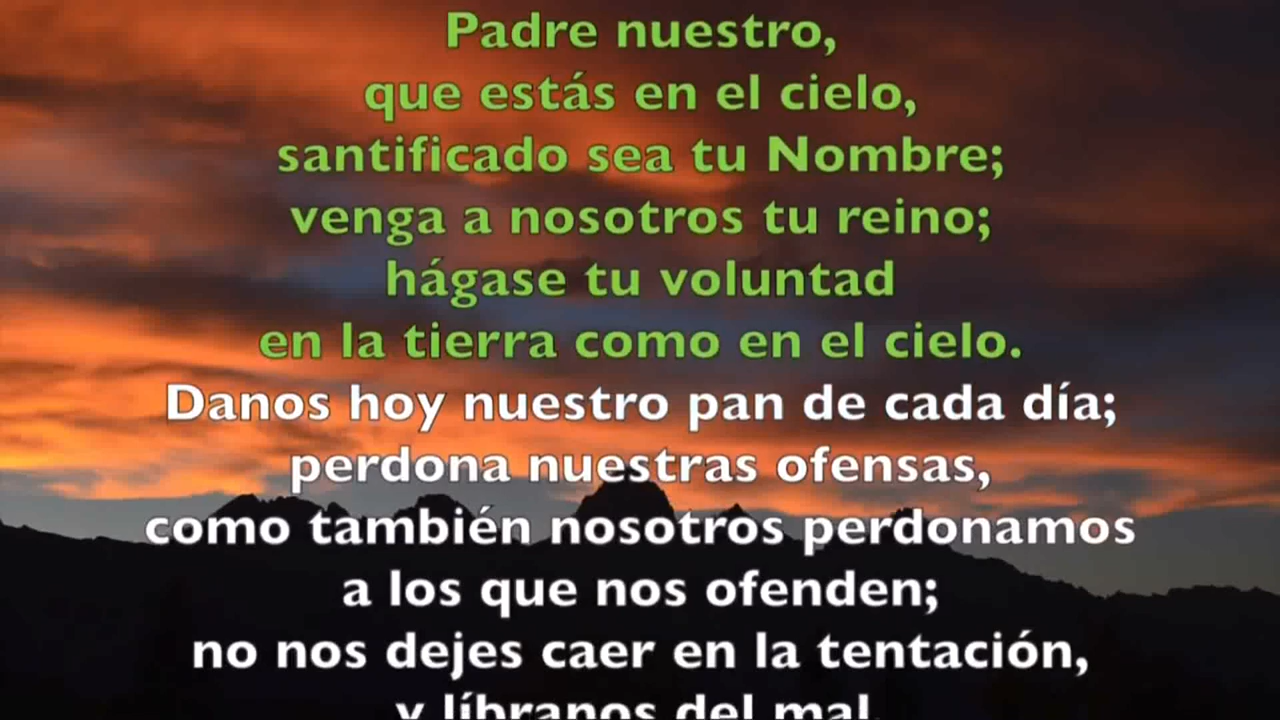 Padre nuestro,
que estás en el cielo,
santificado sea tu Nombre;
venga a nosotros tu reino;
hágase tu voluntad
en la tierra como en el cielo.
Danos hoy nuestro pan de cada día;
perdona nuestras ofensas,
como también nosotros perdonamos
a los que nos ofenden;
no nos dejes caer en la tentación,
y líbranos del mal.